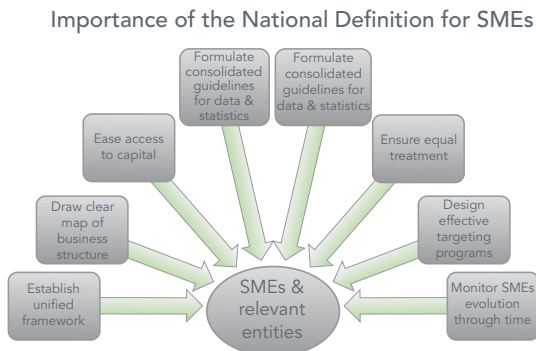 Importance of the National Definition for SMEs
Formulate
consolidated
guidelines
for data &
statistics
Formulate
consolidated
guidelines for
data & statistics
Ease access
to capital
Ensure equal
treatment
Draw clear
map of
business
structure
Design
effective
targeting
programs
Establish
unified
framework
SMEs &
relevant
entities
Monitor SMEs
evolution
through time